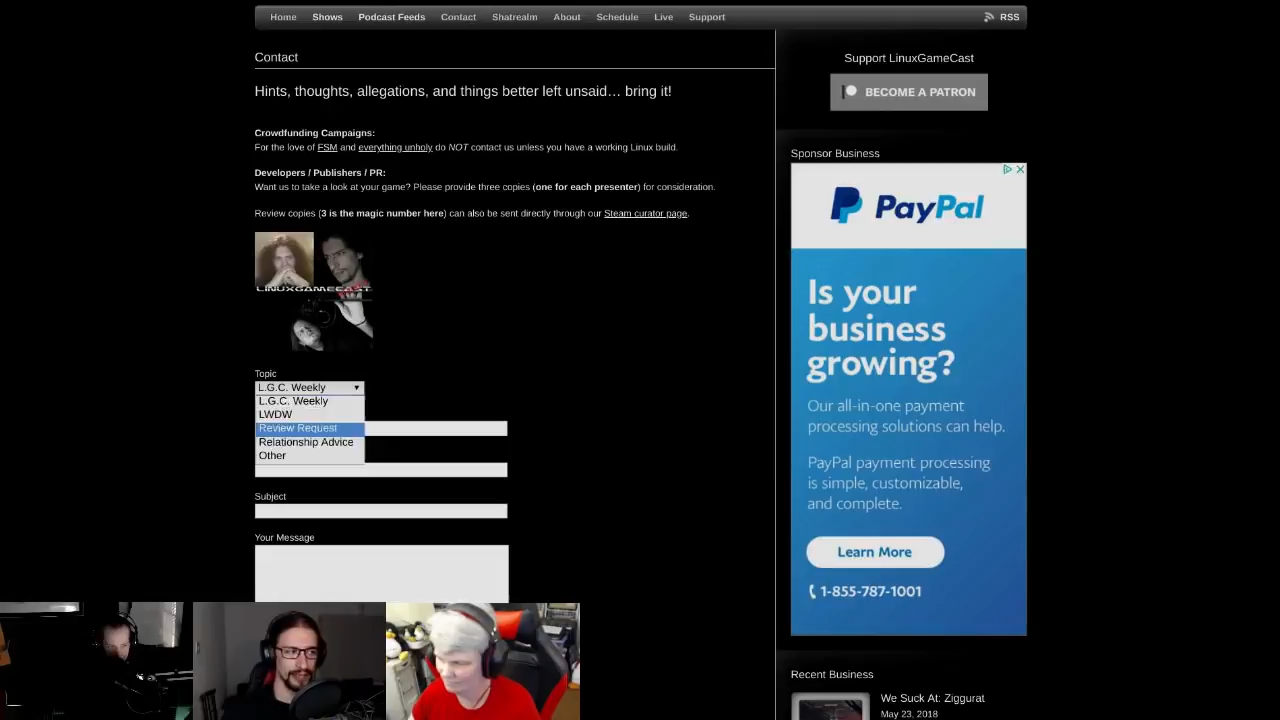 Home Shows Podcast Feeds Contact Shatrealm About Schedule Live Support RSS
Contact
Hints, thoughts, allegations, and things better left unsaid… bring it!
Crowdfunding Campaigns:
For the love of FSM and everything unholy do NOT contact us unless you have a working Linux build.
Developers / Publishers / PR:
Want us to take a look at your game? Please provide three copies (one for each presenter) for consideration.
Review copies (3 is the magic number here) can also be sent directly through our Steam curator page.
LINUXGAMECAST
Topic
L.G.C. Weekly
L.G.C. Weekly
LWDW
Review Request
Relationship Advice
Other
Subject
Your Message
Support LinuxGameCast
BECOME A PATRON
Sponsor Business
PayPal
Is your
business
growing?
Our all-in-one payment
processing solutions can help.
PayPal payment processing
is simple, customizable,
and complete.
Learn More
1-855-787-1001
Recent Business
We Suck At: Ziggurat
May 23, 2018